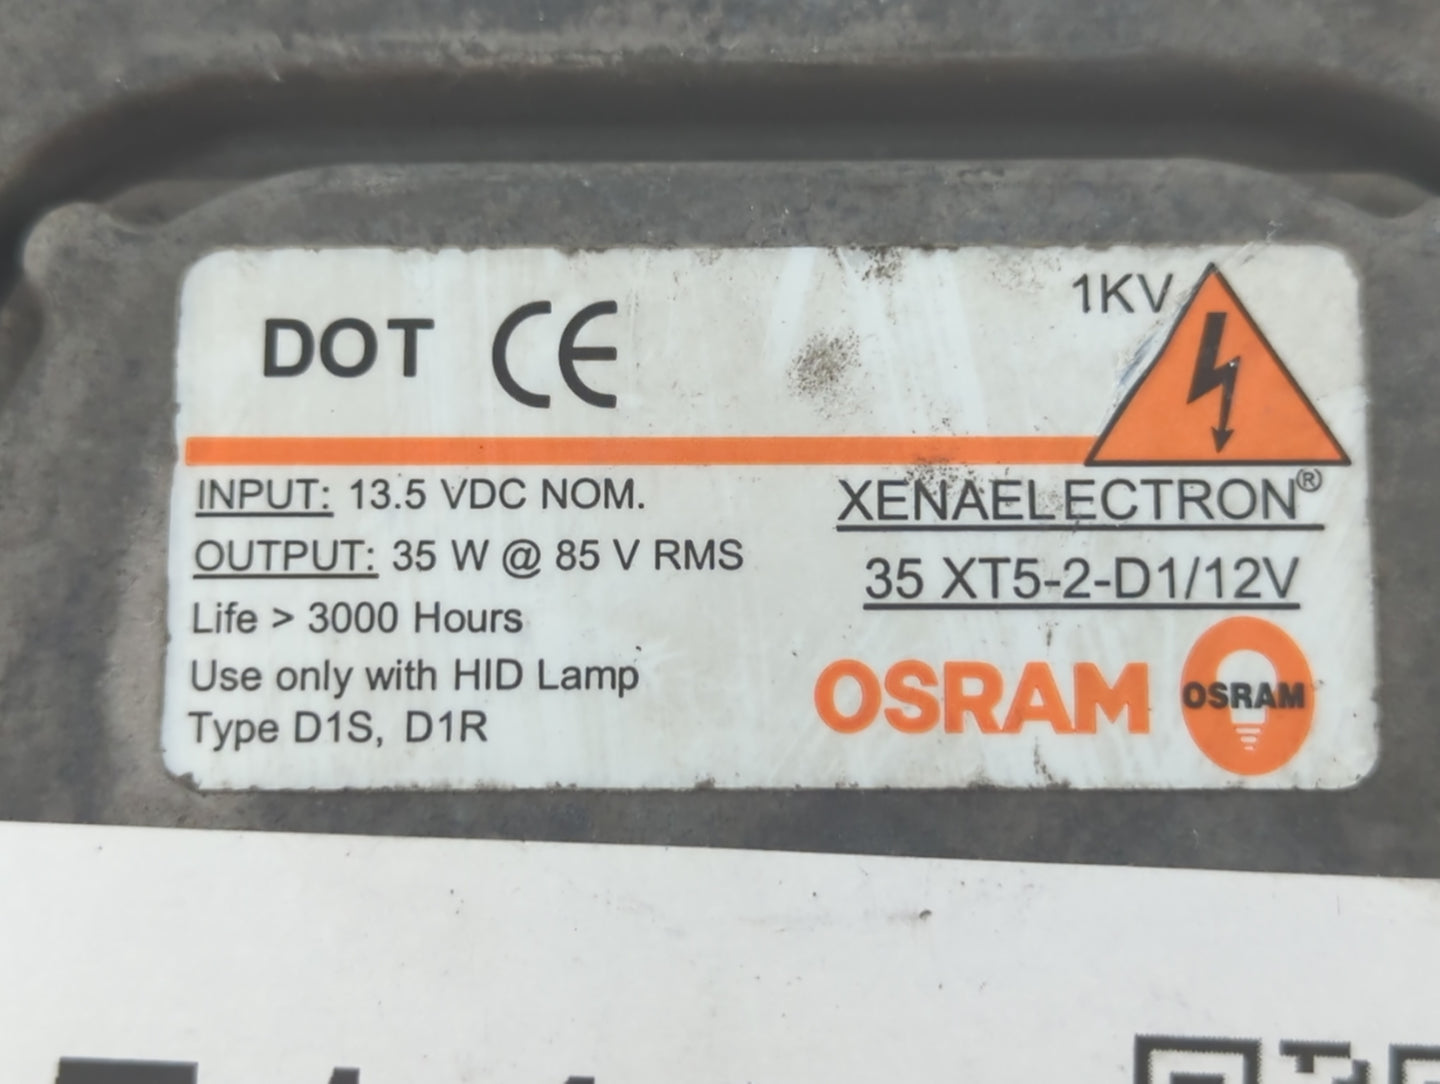 DOT CE
1KV
INPUT: 13.5 VDC NOM.
OUTPUT: 35 W @ 85 V RMS
Life > 3000 Hours
Use only with HID Lamp
Type D1S, D1R
XENAELECTRON®
35 XT5-2-D1/12V
OSRAM
OSRAM